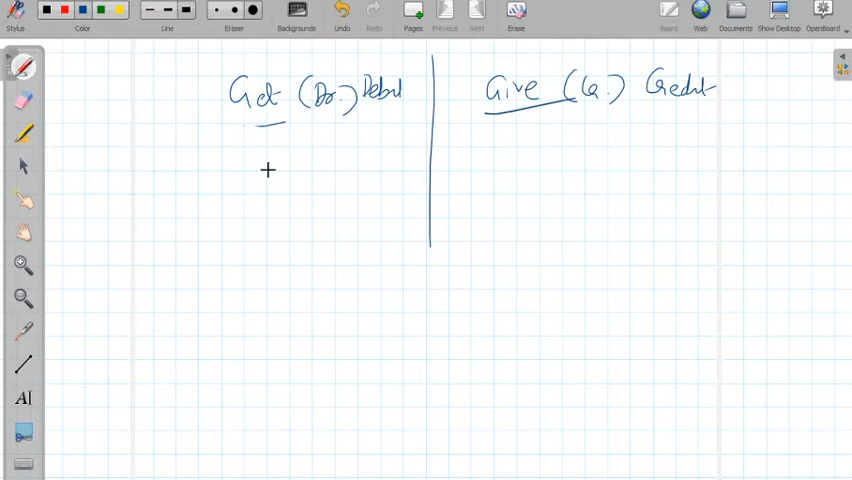 Stylus Color Line Eraser Backgrounds Undo Pages Previous Next Erase Board Web Documents Show Desktop OpenBoard
Get (Dr.) Debit Give (Cr.) Credit
A